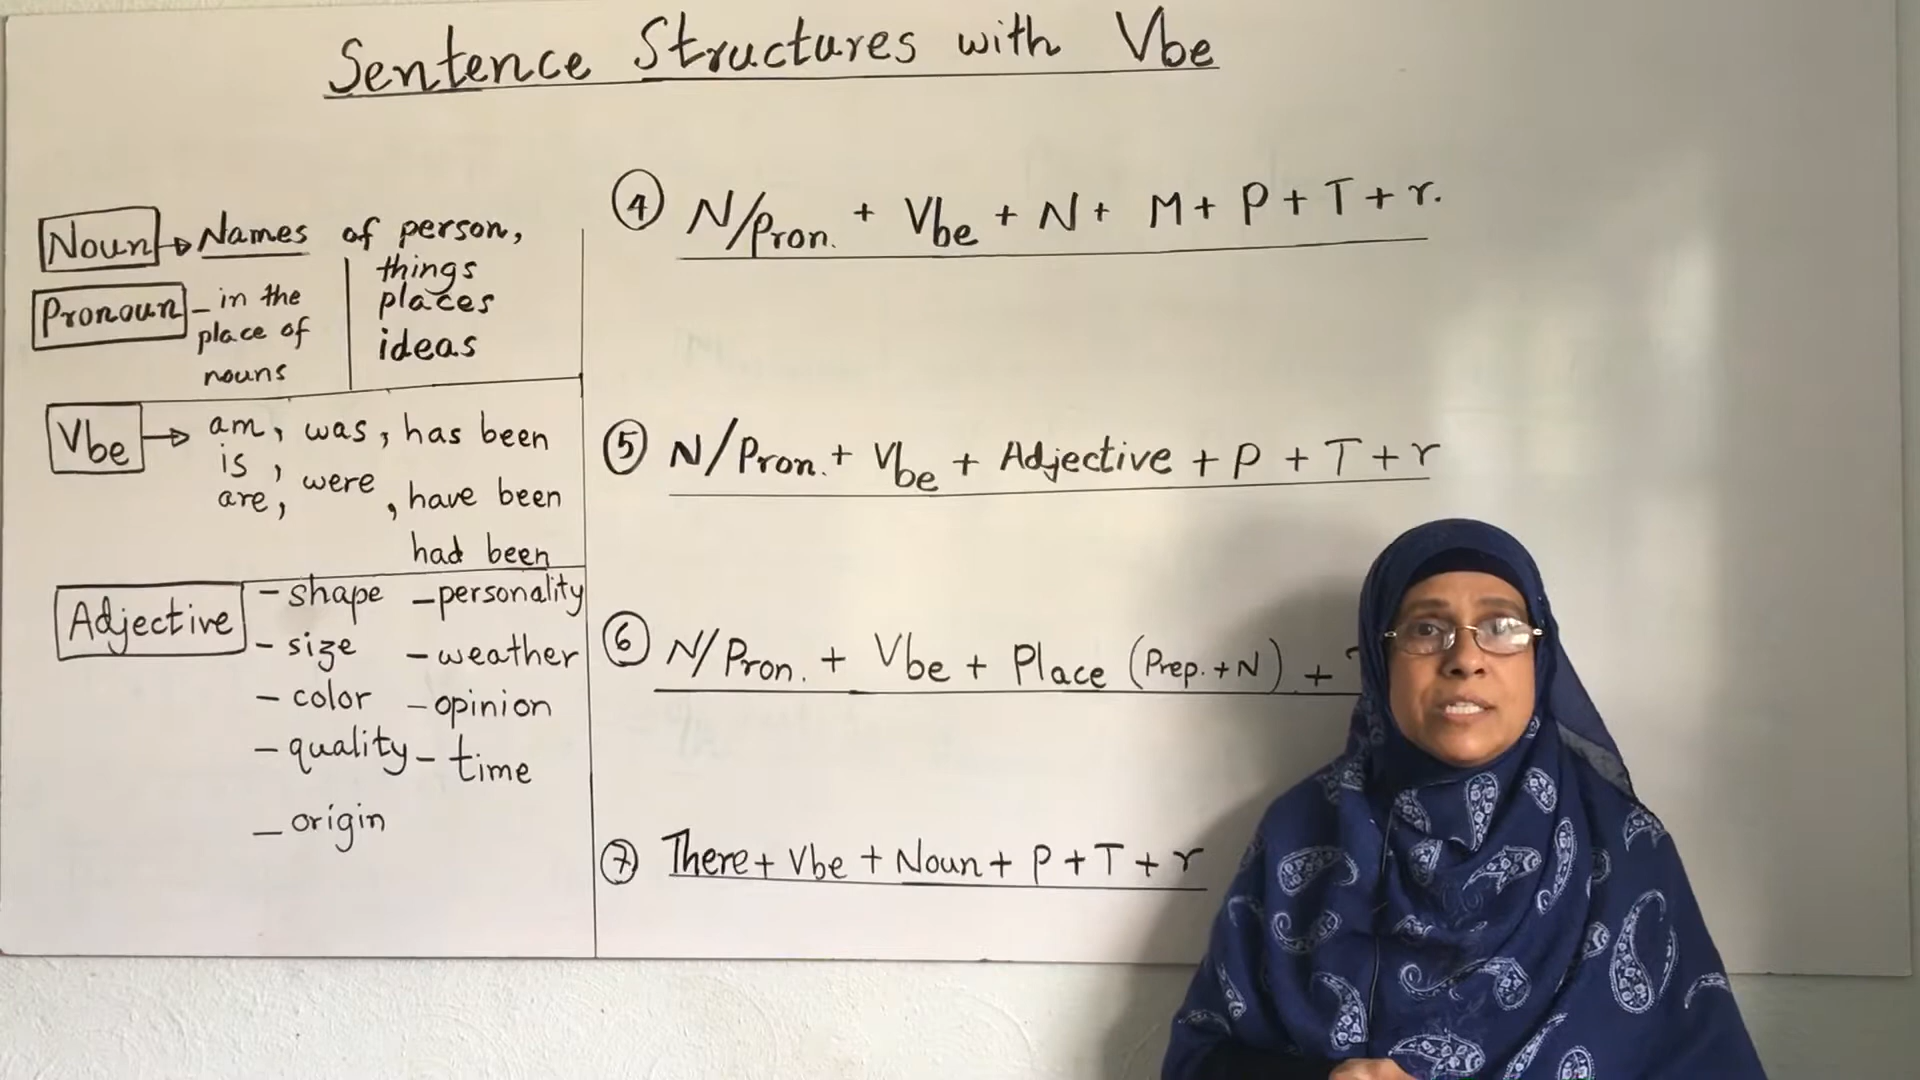 Sentence Structures with Vbe
Noun → Names of person,
things
places
ideas
Pronoun - in the
place of
nouns
Vbe → am, was, has been
is, were, have been
are, had been
Adjective - shape - personality
- size - weather
- color - opinion
- quality - time
- origin
④ N/Pron. + Vbe + N + M + P + T + r.
⑤ N/Pron. + Vbe + Adjective + P + T + r
⑥ N/Pron. + Vbe + Place (Prep. + N) +
⑦ There + Vbe + Noun + P + T + r